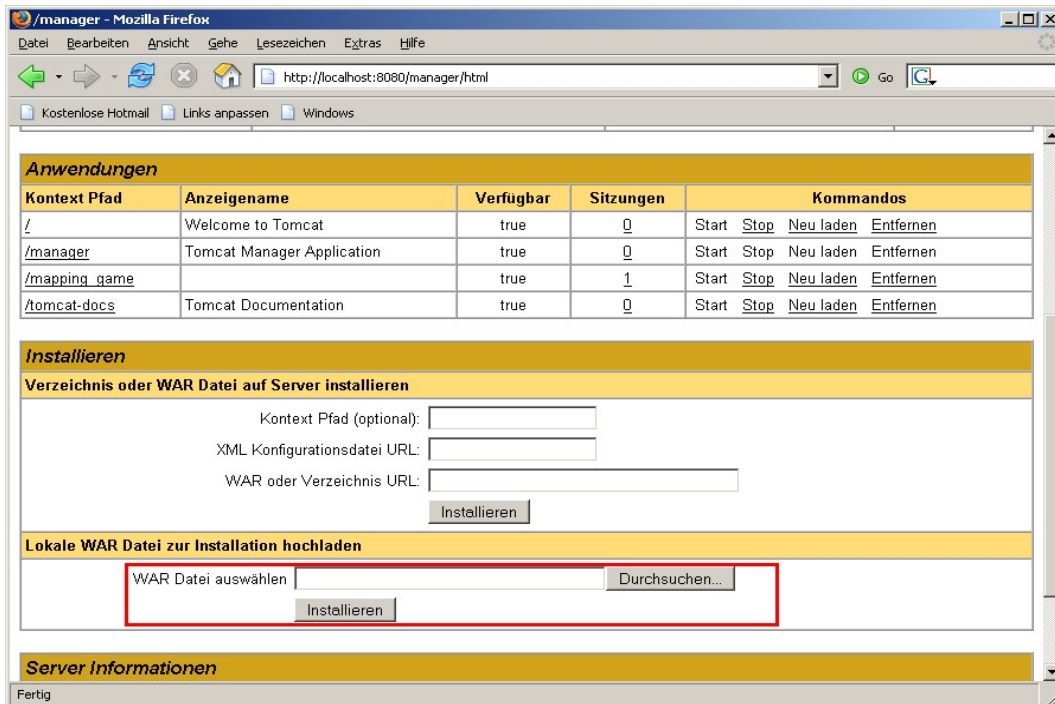 /manager - Mozilla Firefox
Datei Bearbeiten Ansicht Gehe Lesezeichen Extras Hilfe
http://localhost:8080/manager/html Go G
Kostenlose Hotmail Links anpassen Windows
Anwendungen
Kontext Pfad Anzeigename Verfügbar Sitzungen Kommandos
/ Welcome to Tomcat true 0 Start Stop Neu laden Entfernen
/manager Tomcat Manager Application true 0 Start Stop Neu laden Entfernen
/mapping_game true 1 Start Stop Neu laden Entfernen
/tomcat-docs Tomcat Documentation true 0 Start Stop Neu laden Entfernen
Installieren
Verzeichnis oder WAR Datei auf Server installieren
Kontext Pfad (optional):
XML Konfigurationsdatei URL:
WAR oder Verzeichnis URL:
Installieren
Lokale WAR Datei zur Installation hochladen
WAR Datei auswählen Durchsuchen...
Installieren
Server Informationen
Fertig